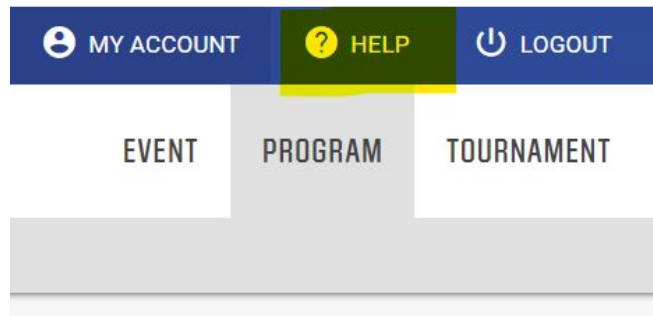 MY ACCOUNT ? HELP LOGOUT
EVENT PROGRAM TOURNAMENT